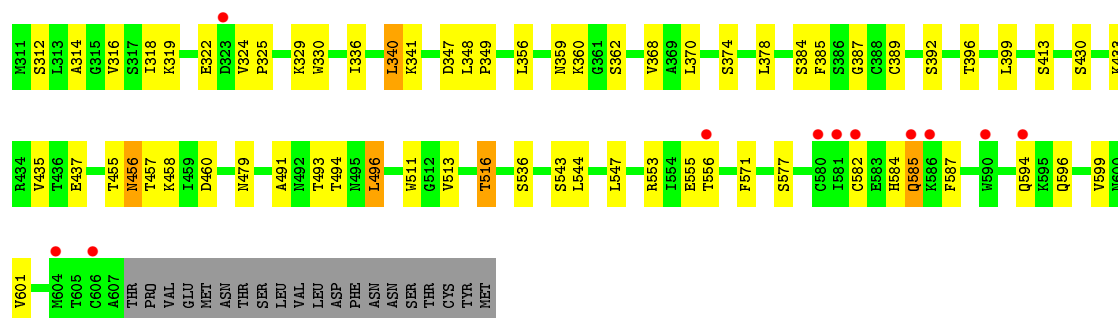 M311 S312 L313 A314 G315 V316 S317 I318 K319 E322 D323 V324 P325 K329 W330 I336 L340 K341 D347 L348 P349 L356 N359 K360 G361 S362 V368 A369 L370 S374 L378 S384 F385 S386 G387 C388 C389 S392 T396 L399 S413 S430 K433
R434 V435 T436 E437 T455 N456 T457 K458 I459 D460 N479 A491 N492 T493 T494 N495 L496 W511 G512 V513 T516 S536 S543 L544 L547 R553 I554 E555 T556 F571 S577 C580 I581 C582 E583 H584 Q585 K586 F587 W590 Q594 K595 Q596 V599
V601 M604 T605 C606 A607 THR PRO VAL GLU MET ASN THR SER LEU VAL LEU ASP PHE ASN ASN SER THR CYS TYR MET